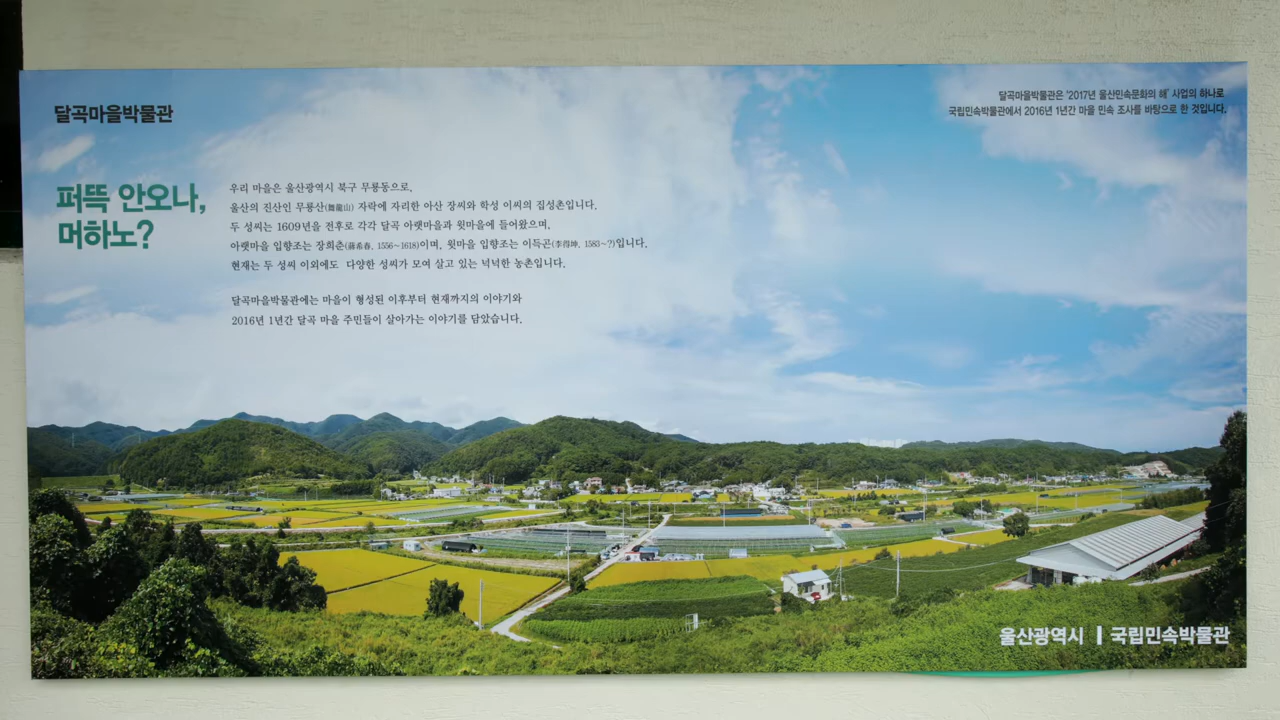 달곡마을박물관
달곡마을박물관은 '2017년 울산민속문화의 해' 사업의 하나로
국립민속박물관에서 2016년 1년간 마을 민속 조사를 바탕으로 한 것입니다.
퍼뜩 안오나,
머하노?
우리 마을은 울산광역시 북구 무룡동으로,
울산의 진산인 무룡산(舞龍山) 자락에 자리한 아산 장씨와 학성 이씨의 집성촌입니다.
두 성씨는 1609년을 전후로 각각 달곡 아랫마을과 윗마을에 들어왔으며,
아랫마을 입향조는 장희춘(蔣希春, 1556~1618)이며, 윗마을 입향조는 이득곤(李得坤, 1583~?)입니다.
현재는 두 성씨 이외에도 다양한 성씨가 모여 살고 있는 넉넉한 농촌입니다.
달곡마을박물관에는 마을이 형성된 이후부터 현재까지의 이야기와
2016년 1년간 달곡 마을 주민들이 살아가는 이야기를 담았습니다.
울산광역시 | 국립민속박물관